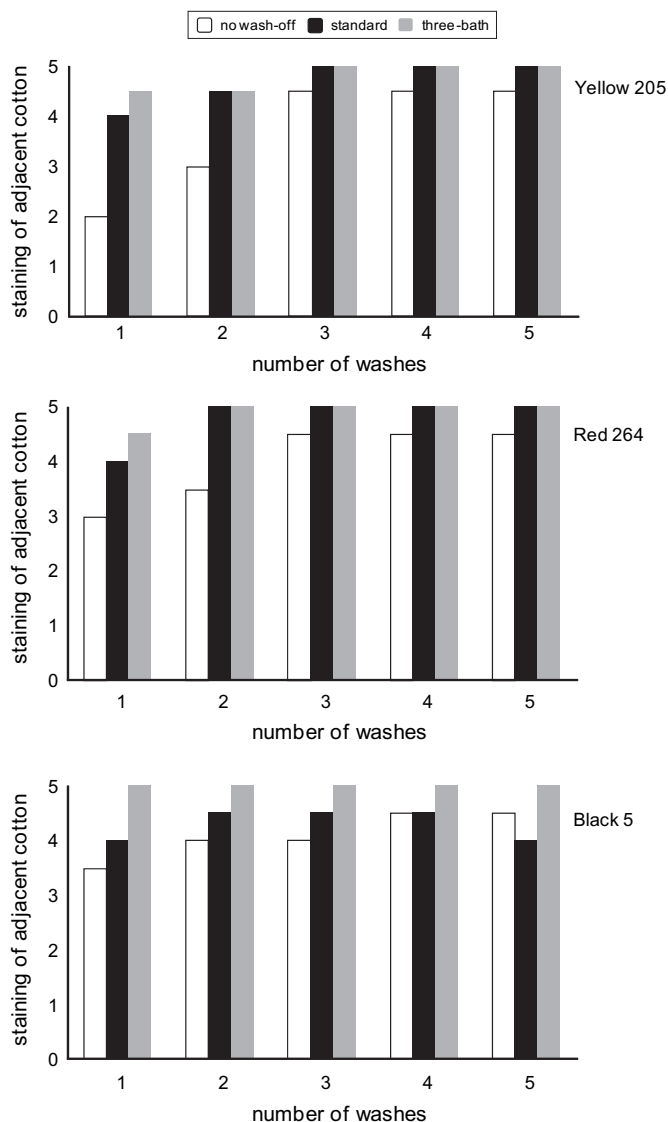 no wash-off standard three-bath
staining of adjacent cotton
5
4
3
2
1
0
Yellow 205
1 2 3 4 5
number of washes
staining of adjacent cotton
5
4
3
2
1
0
Red 264
1 2 3 4 5
number of washes
staining of adjacent cotton
5
4
3
2
1
0
Black 5
1 2 3 4 5
number of washes